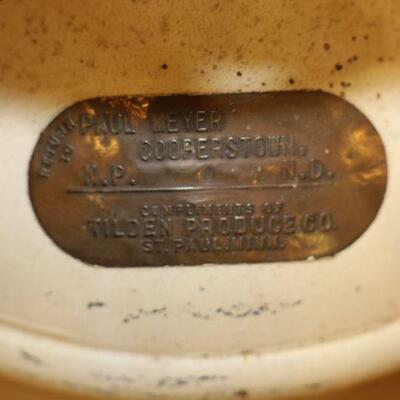 RETURN TO
PAUL MEYER
COOPERSTOWN,
N.P. N.D.
COMPLIMENTS OF
TILDEN PRODUCE CO.
ST. PAUL, MINN.